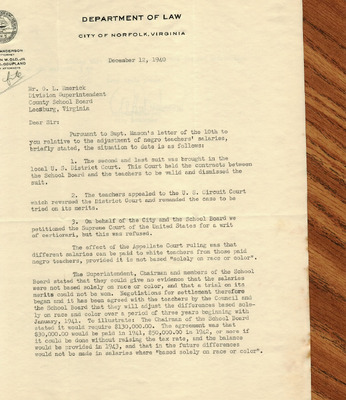 DEPARTMENT OF LAW
CITY OF NORFOLK, VIRGINIA
December 12, 1940
Mr. O. L. Emerick
Division Superintendent
County School Board
Leesburg, Virginia
Dear Sir:
Pursuant to Supt. Mason's letter of the 10th to
you relative to the adjustment of negro teachers' salaries,
briefly stated, the situation to date is as follows:
1. The second and last suit was brought in the
local U. S. District Court. This Court held the contracts between
the School Board and the teachers to be valid and dismissed the
suit.
2. The teachers appealed to the U. S. Circuit Court
which reversed the District Court and remanded the case to be
tried on its merits.
3. On behalf of the City and the School Board we
petitioned the Supreme Court of the United States for a writ
of certiorari, but this was refused.
The effect of the Appellate Court ruling was that
different salaries can be paid to white teachers from those paid
negro teachers, provided it is not based "solely on race or color".
The Superintendent, Chairman and members of the School
Board stated that they could give no evidence that the salaries
were not based solely on race or color, and that a trial on its
merits could not be won. Negotiations for settlement therefore
began and it has been agreed with the teachers by the Council and
the School Board that they will adjust the differences based sole-
ly on race and color over a period of three years beginning with
January, 1941. To illustrate: The Chairman of the School Board
stated it would require $130,000.00. The agreement was that
$30,000.00 would be paid in 1941, $50,000.00 in 1942, or more if
it could be done without raising the tax rate, and the balance
would be provided in 1943, and that in the future differences
would not be made in salaries where "based solely on race or color".